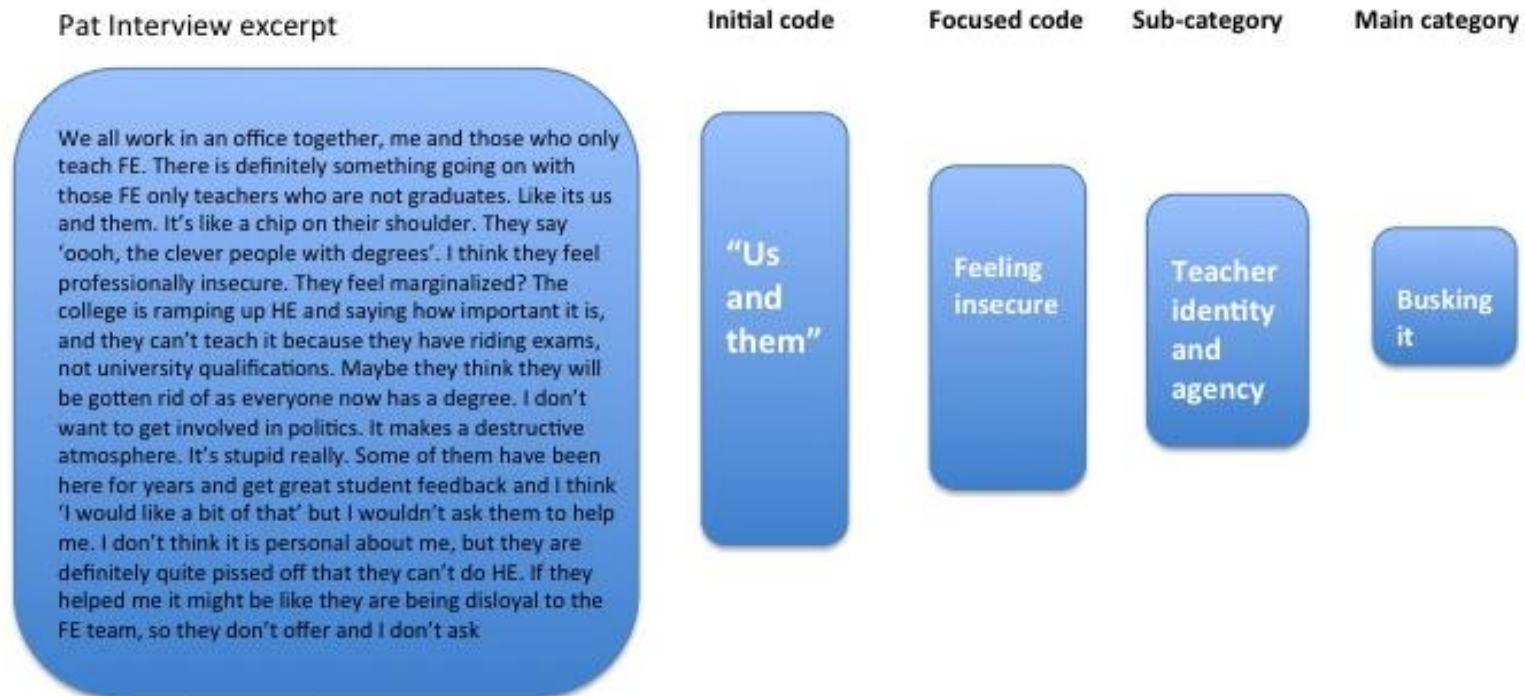 Pat Interview excerpt
Initial code
Focused code
Sub-category
Main category
We all work in an office together, me and those who only
teach FE. There is definitely something going on with
those FE only teachers who are not graduates. Like its us
and them. It's like a chip on their shoulder. They say
'oooh, the clever people with degrees'. I think they feel
professionally insecure. They feel marginalized? The
college is ramping up HE and saying how important it is,
and they can't teach it because they have riding exams,
not university qualifications. Maybe they think they will
be gotten rid of as everyone now has a degree. I don't
want to get involved in politics. It makes a destructive
atmosphere. It's stupid really. Some of them have been
here for years and get great student feedback and I think
'I would like a bit of that' but I wouldn't ask them to help
me. I don't think it is personal about me, but they are
definitely quite pissed off that they can't do HE. If they
helped me it might be like they are being disloyal to the
FE team, so they don't offer and I don't ask
“Us
and
them”
Feeling
insecure
Teacher
identity
and
agency
Busking
it